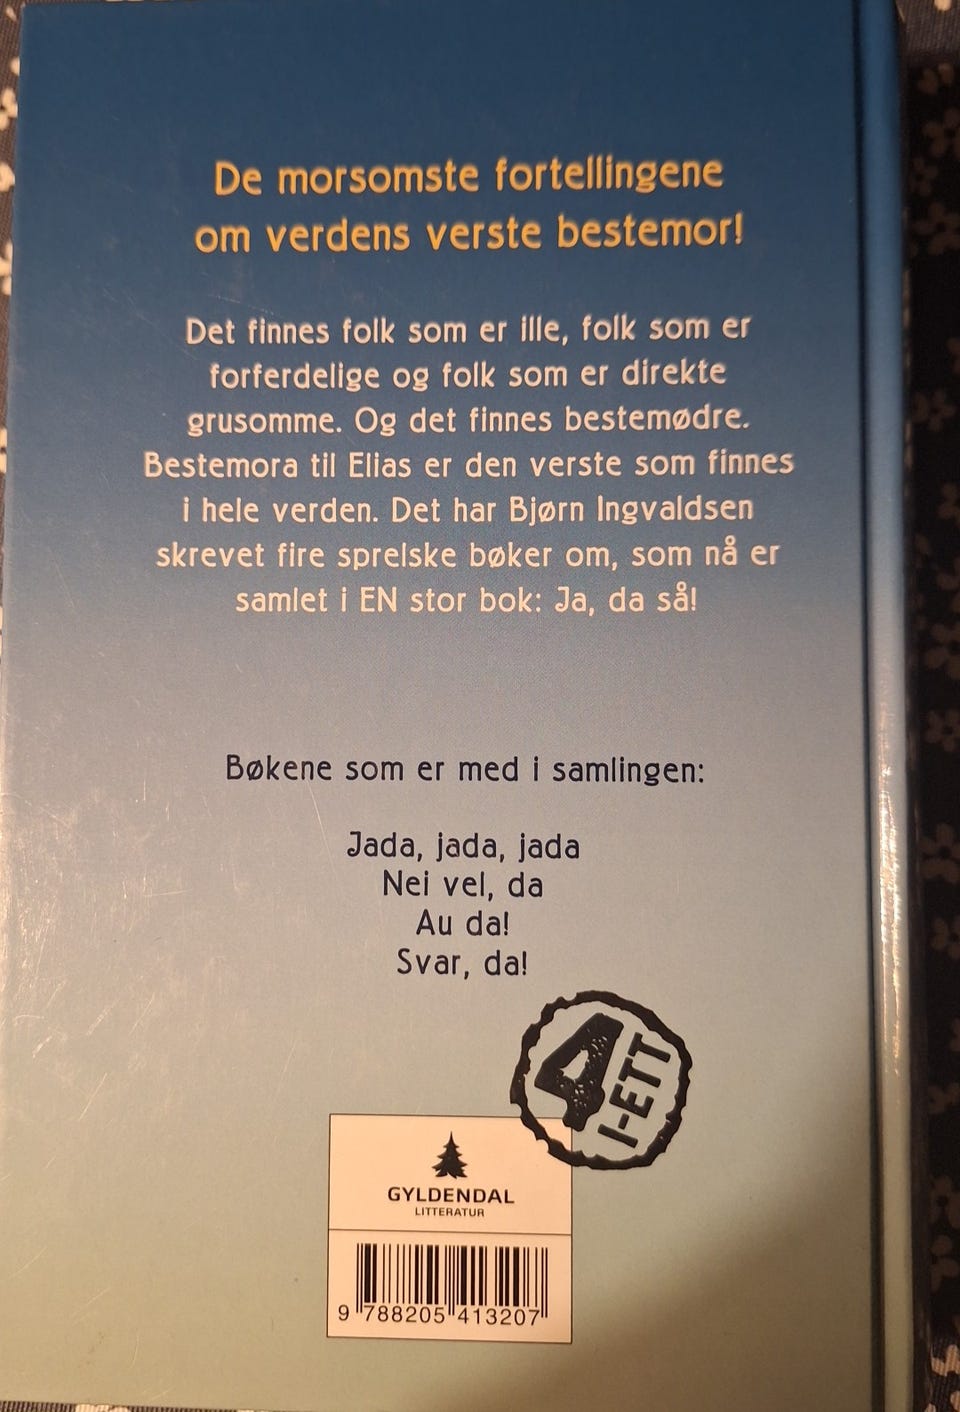 De morsomste fortellingene
om verdens verste bestemor!
Det finnes folk som er ille, folk som er
forferdelige og folk som er direkte
grusomme. Og det finnes bestemødre.
Bestemora til Elias er den verste som finnes
i hele verden. Det har Bjørn Ingvaldsen
skrevet fire sprelske bøker om, som nå er
samlet i EN stor bok: Ja, da så!
Bøkene som er med i samlingen:
Jada, jada, jada
Nei vel, da
Au da!
Svar, da!
4
I-ETT
GYLDENDAL
LITTERATUR
9 788205 413207